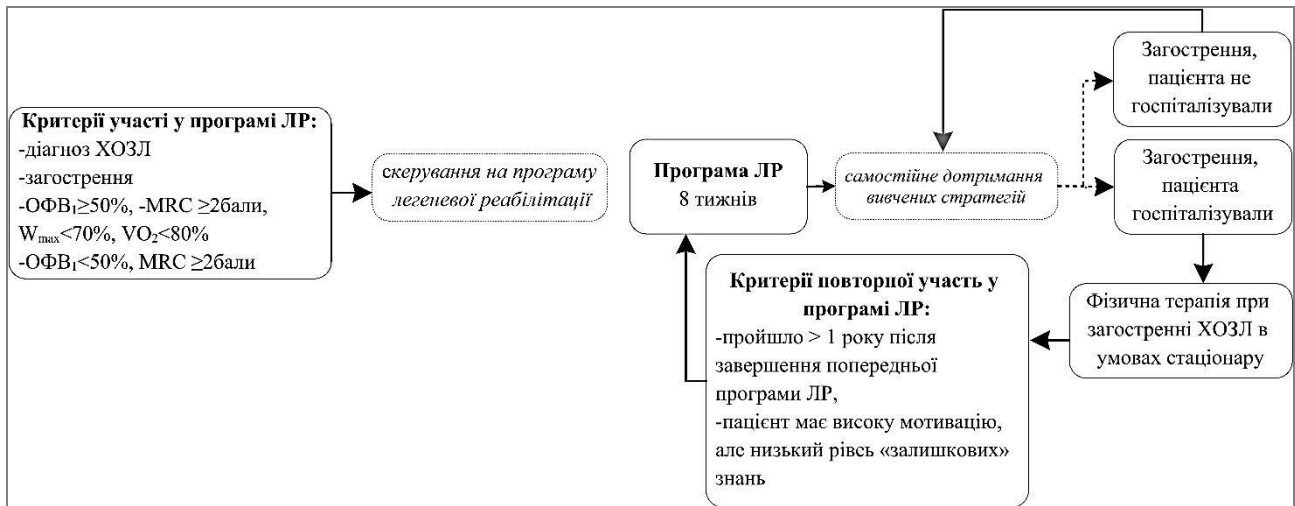 Критерії участі у програмі ЛР:
-діагноз ХОЗЛ
-загострення
-ОФВ₁≥50%, -MRC ≥2бали,
Wmax<70%, VO₂<80%
-ОФВ₁<50%, MRC ≥2бали
скерування на програму
легеневої реабілітації
Програма ЛР
8 тижнів
самостійне дотримання
вивчених стратегій
Загострення,
пацієнта не
госпіталізували
Загострення,
пацієнта
госпіталізували
Фізична терапія при
загостренні ХОЗЛ в
умовах стаціонару
Критерії повторної участь у
програмі ЛР:
-пройшло > 1 року після
завершення попередньої
програми ЛР,
-пацієнт має високу мотивацію,
але низький рівсь «залишкових»
знань